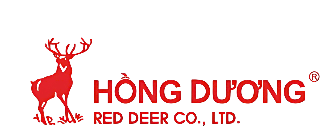 HỒNG DƯƠNG®
RED DEER CO., LTD.